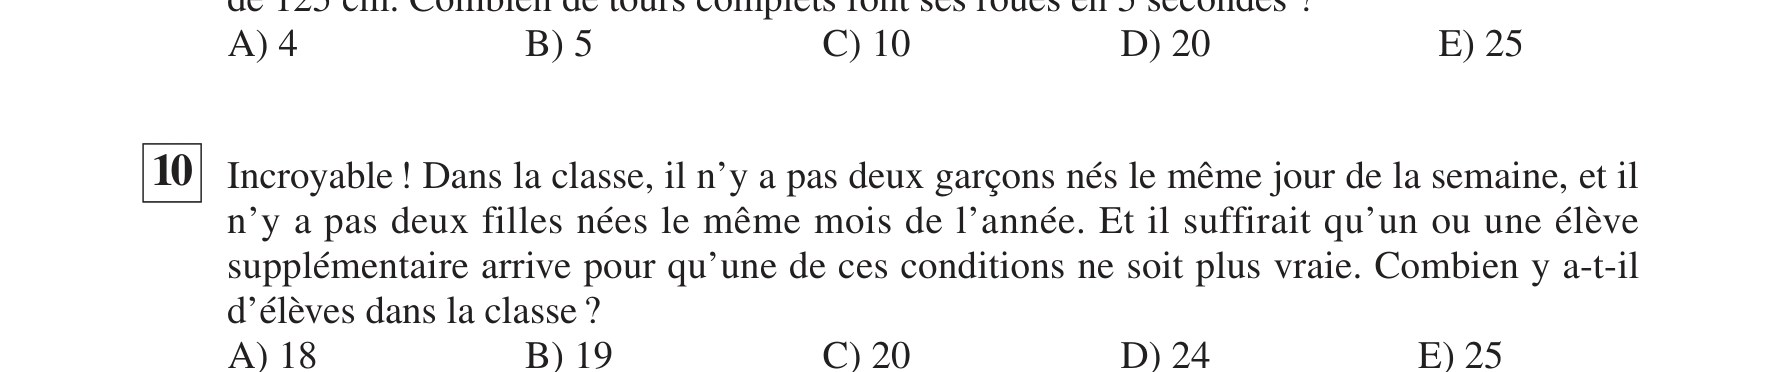 de 125 cm. Combien de tours complets font ses roues en 5 secondes ?
A) 4 B) 5 C) 10 D) 20 E) 25
10 Incroyable ! Dans la classe, il n’y a pas deux garçons nés le même jour de la semaine, et il
n’y a pas deux filles nées le même mois de l’année. Et il suffirait qu’un ou une élève
supplémentaire arrive pour qu’une de ces conditions ne soit plus vraie. Combien y a-t-il
d’élèves dans la classe ?
A) 18 B) 19 C) 20 D) 24 E) 25